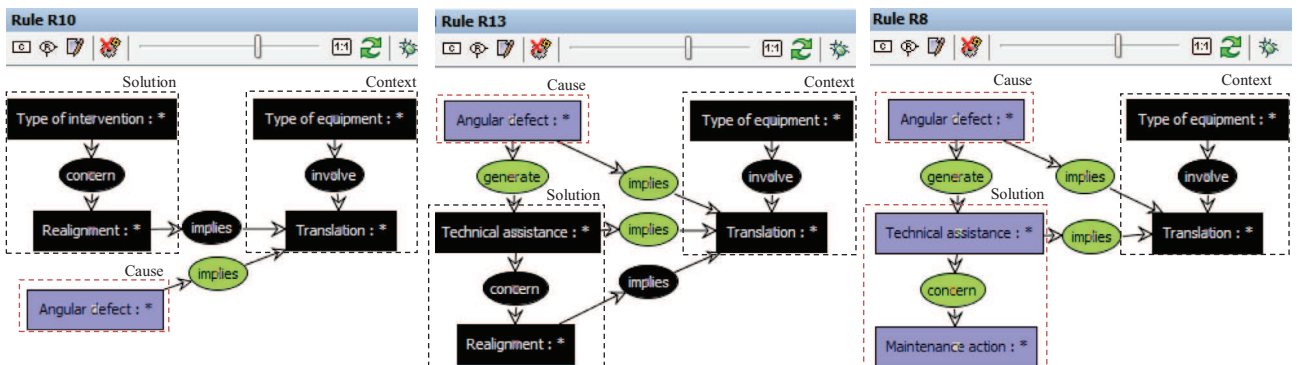 Rule R10
C R 1:1
Solution
Context
Type of intervention : *
Type of equipment : *
concern
involve
Realignment : *
implies
Translation : *
Cause
implies
Angular defect : *
Rule R13
C R 1:1
Cause
Context
Angular defect : *
Type of equipment : *
generate
implies
involve
Solution
Technical assistance : *
implies
Translation : *
concern
implies
Realignment : *
Rule R8
C R 1:1
Cause
Context
Angular defect : *
Type of equipment : *
generate
implies
involve
Solution
Technical assistance : *
implies
Translation : *
concern
Maintenance action : *